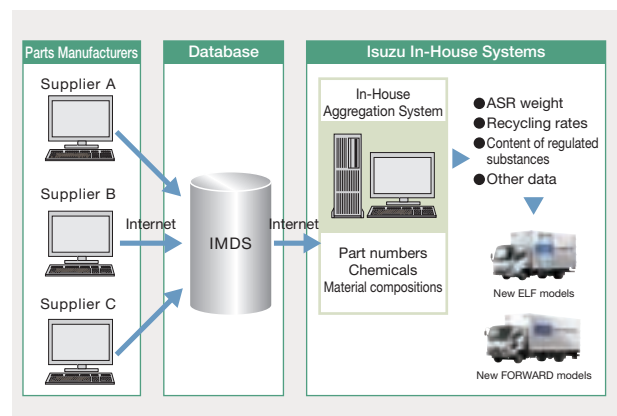 Parts Manufacturers
Supplier A
Supplier B
Internet
Supplier C
Database
IMDS
Internet
Isuzu In-House Systems
In-House
Aggregation System
Part numbers
Chemicals
Material compositions
●ASR weight
●Recycling rates
●Content of regulated
substances
●Other data
New ELF models
New FORWARD models